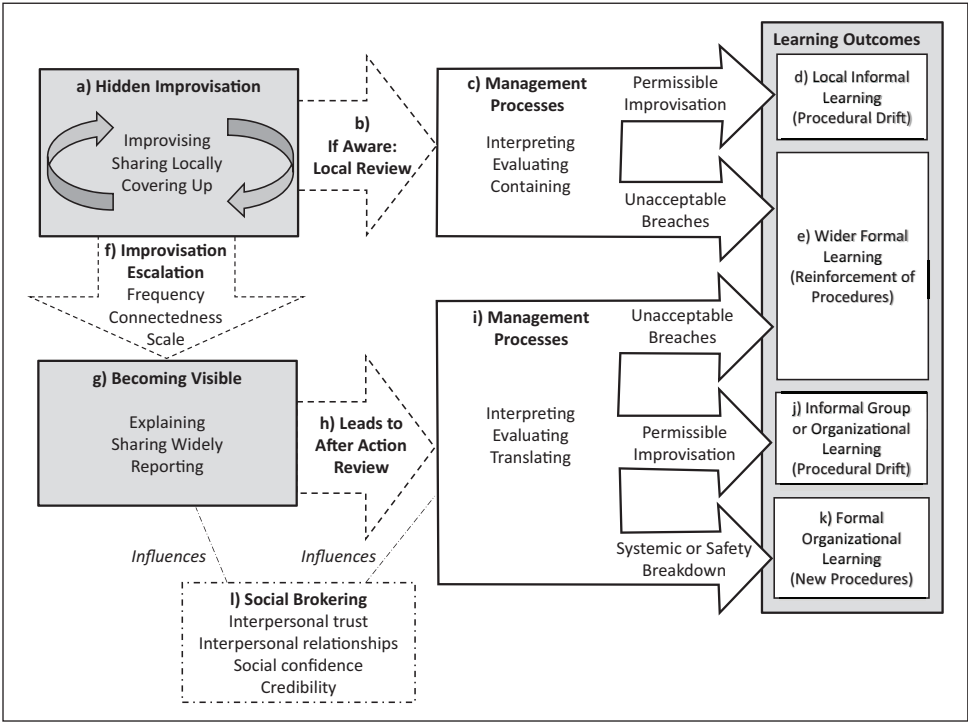 a) Hidden Improvisation
Improvising
Sharing Locally
Covering Up
b)
If Aware:
Local Review
c) Management
Processes
Interpreting
Evaluating
Containing
Permissible
Improvisation
Unacceptable
Breaches
Learning Outcomes
d) Local Informal
Learning
(Procedural Drift)
e) Wider Formal
Learning
(Reinforcement of
Procedures)
f) Improvisation
Escalation
Frequency
Connectedness
Scale
g) Becoming Visible
Explaining
Sharing Widely
Reporting
h) Leads to
After Action
Review
i) Management
Processes
Interpreting
Evaluating
Translating
Unacceptable
Breaches
Permissible
Improvisation
Systemic or Safety
Breakdown
j) Informal Group
or Organizational
Learning
(Procedural Drift)
k) Formal
Organizational
Learning
(New Procedures)
Influences
Influences
l) Social Brokering
Interpersonal trust
Interpersonal relationships
Social confidence
Credibility